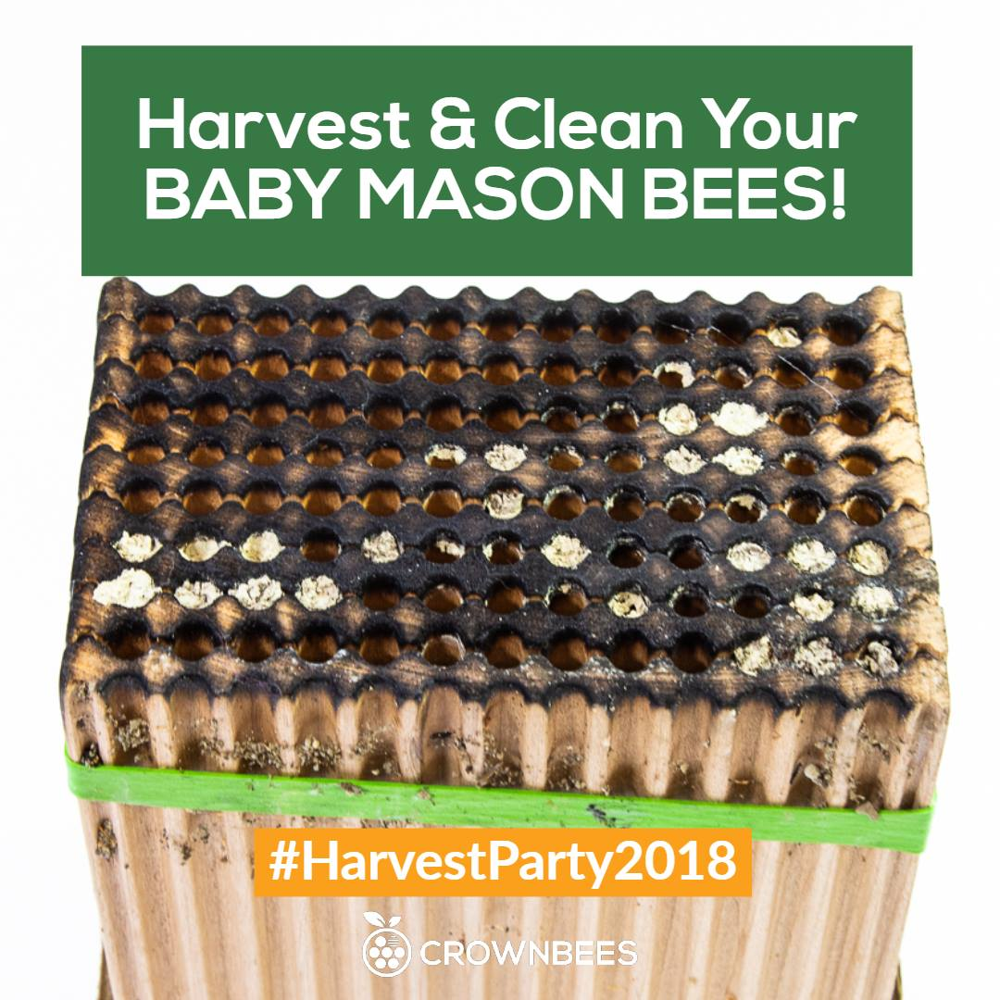 Harvest & Clean Your
BABY MASON BEES!
#HarvestParty2018
CROWNBEES